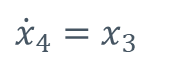 ẋ₄ = x₃